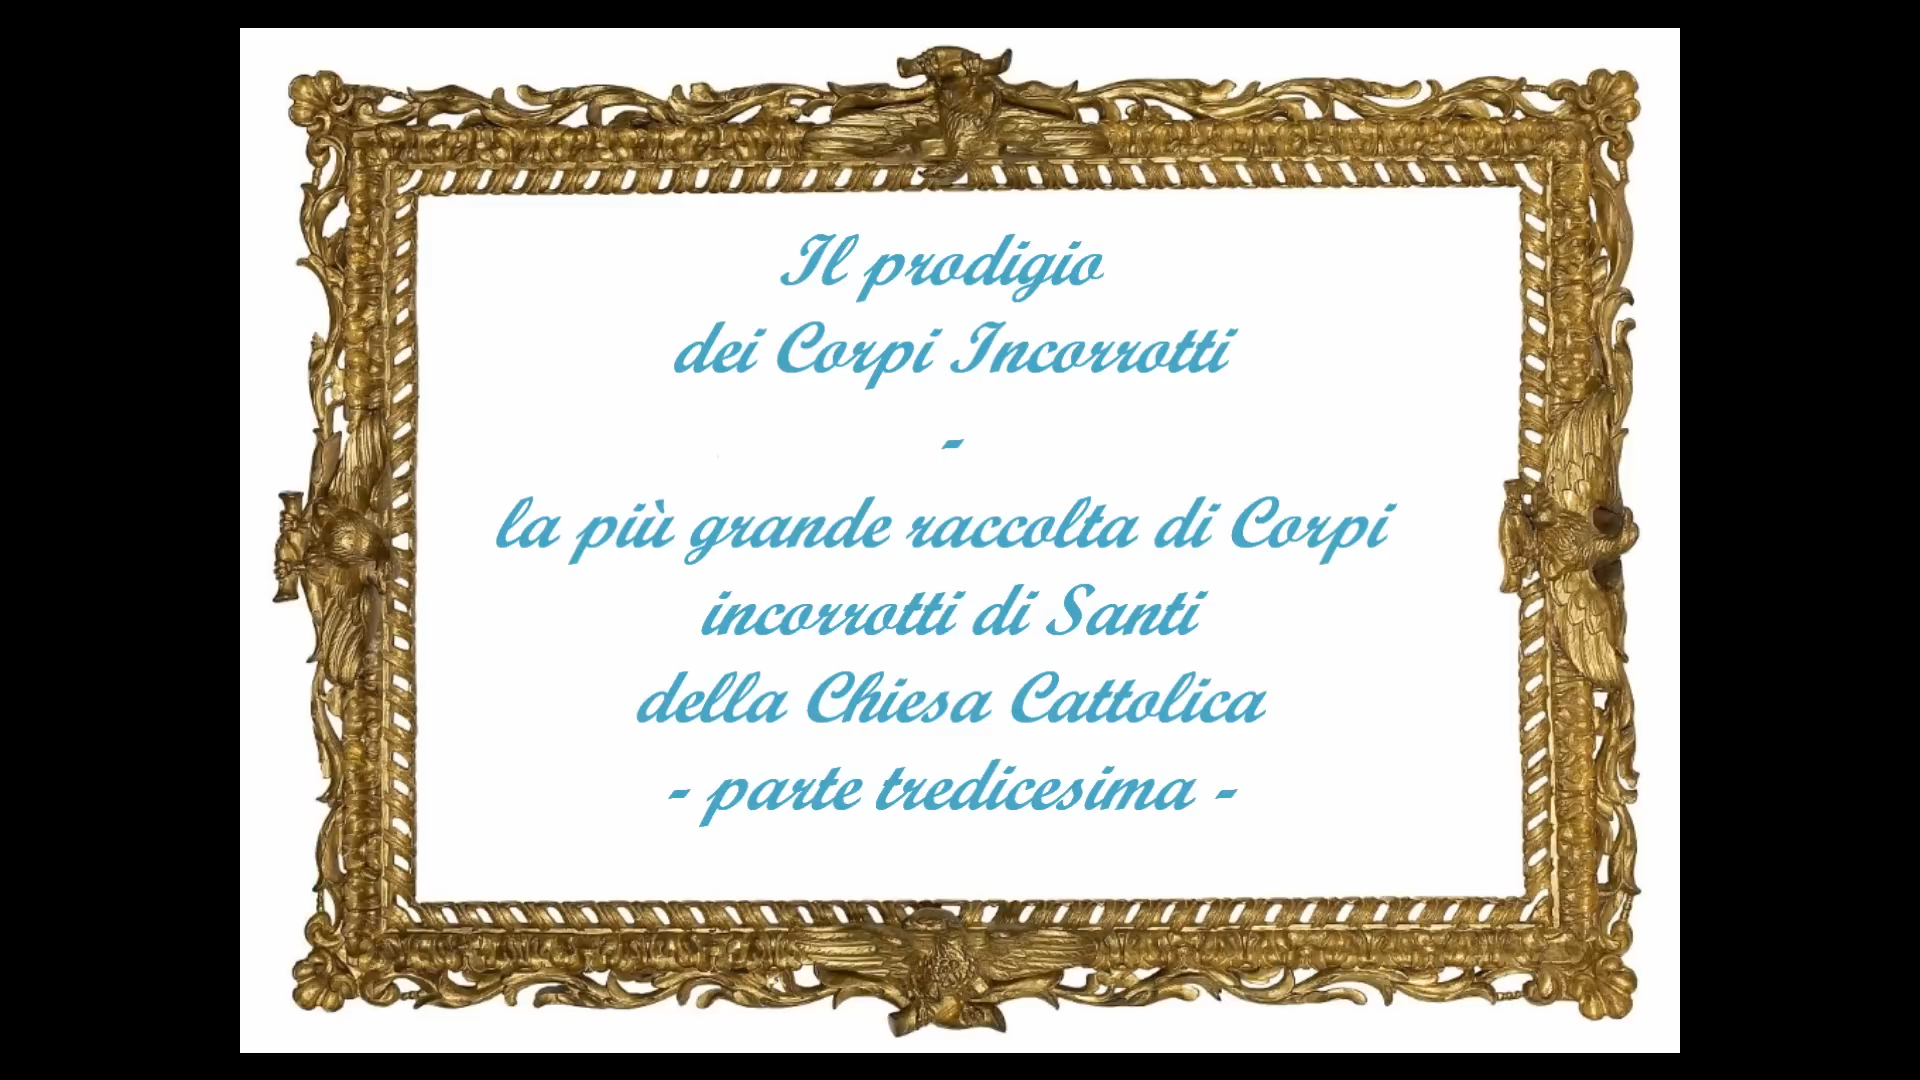 Il prodigio
dei Corpi Incorrotti
-
la più grande raccolta di Corpi
incorrotti di Santi
della Chiesa Cattolica
- parte tredicesima -